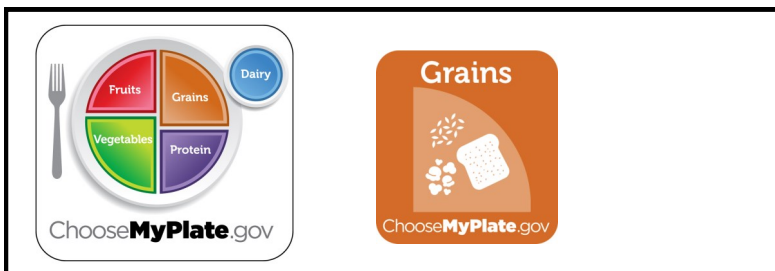 Dairy
Fruits
Grains
Vegetables
Protein
ChooseMyPlate.gov
Grains
ChooseMyPlate.gov